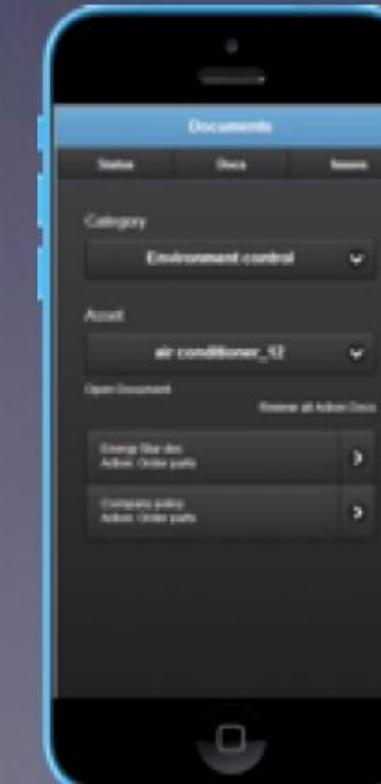 Documents
Status Docs Issues
Category
Environment control
Asset
air conditioner_12
Open Document
Review all Action Docs
Energy Star doc
Action: Order parts
Company policy
Action: Order parts